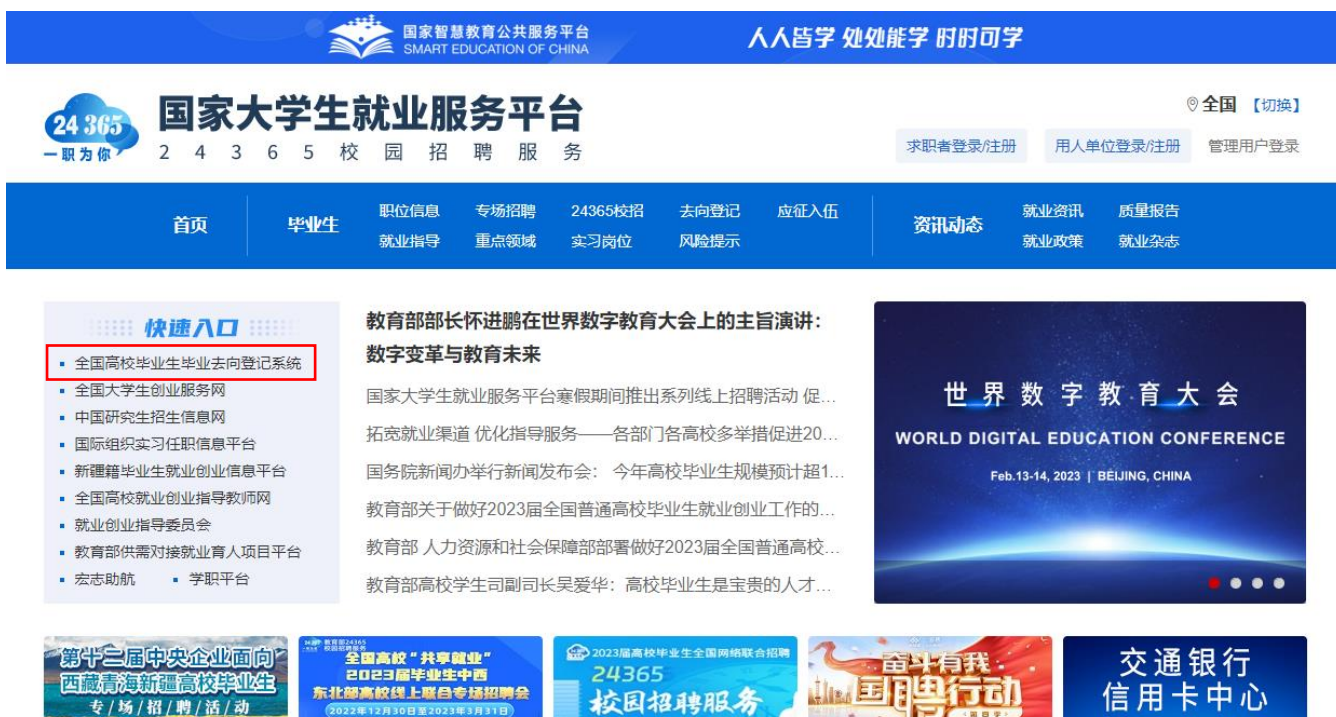 国家智慧教育公共服务平台
SMART EDUCATION OF CHINA
人人皆学 处处能学 时时可学
24 365
一职为你
国家大学生就业服务平台
24365校园招聘服务
全国 【切换】
求职者登录/注册 用人单位登录/注册 管理用户登录
首页
毕业生
职位信息 专场招聘 24365校招 去向登记 应征入伍
就业指导 重点领域 实习岗位 风险提示
资讯动态
就业资讯 质量报告
就业政策 就业杂志
快速入口
全国高校毕业生毕业去向登记系统
全国大学生创业服务网
中国研究生招生信息网
国际组织实习任职信息平台
新疆籍毕业生就业创业信息平台
全国高校就业创业指导教师网
就业创业指导委员会
教育部供需对接就业育人项目平台
宏志助航 学职平台
教育部部长怀进鹏在世界数字教育大会上的主旨演讲：
数字变革与教育未来
国家大学生就业服务平台寒假期间推出系列线上招聘活动 促...
拓宽就业渠道 优化指导服务——各部门各高校多举措促进20...
国务院新闻办举行新闻发布会： 今年高校毕业生规模预计超1...
教育部关于做好2023届全国普通高校毕业生就业创业工作的...
教育部 人力资源和社会保障部部署做好2023届全国普通高校...
教育部高校学生司副司长吴爱华：高校毕业生是宝贵的人才...
世界数字教育大会
WORLD DIGITAL EDUCATION CONFERENCE
Feb.13-14, 2023 | BEIJING, CHINA
第十三届中央企业面向
西藏青海新疆高校毕业生
专/场/招/聘/活/动
全国高校“共享就业”
2023届毕业生中西
东北部高校线上联合专场招聘会
(2022年12月30日至2023年3月31日)
2023届高校毕业生全国网络联合招聘
24365
校园招聘服务
奋斗有我
国聘行动
交通银行
信用卡中心